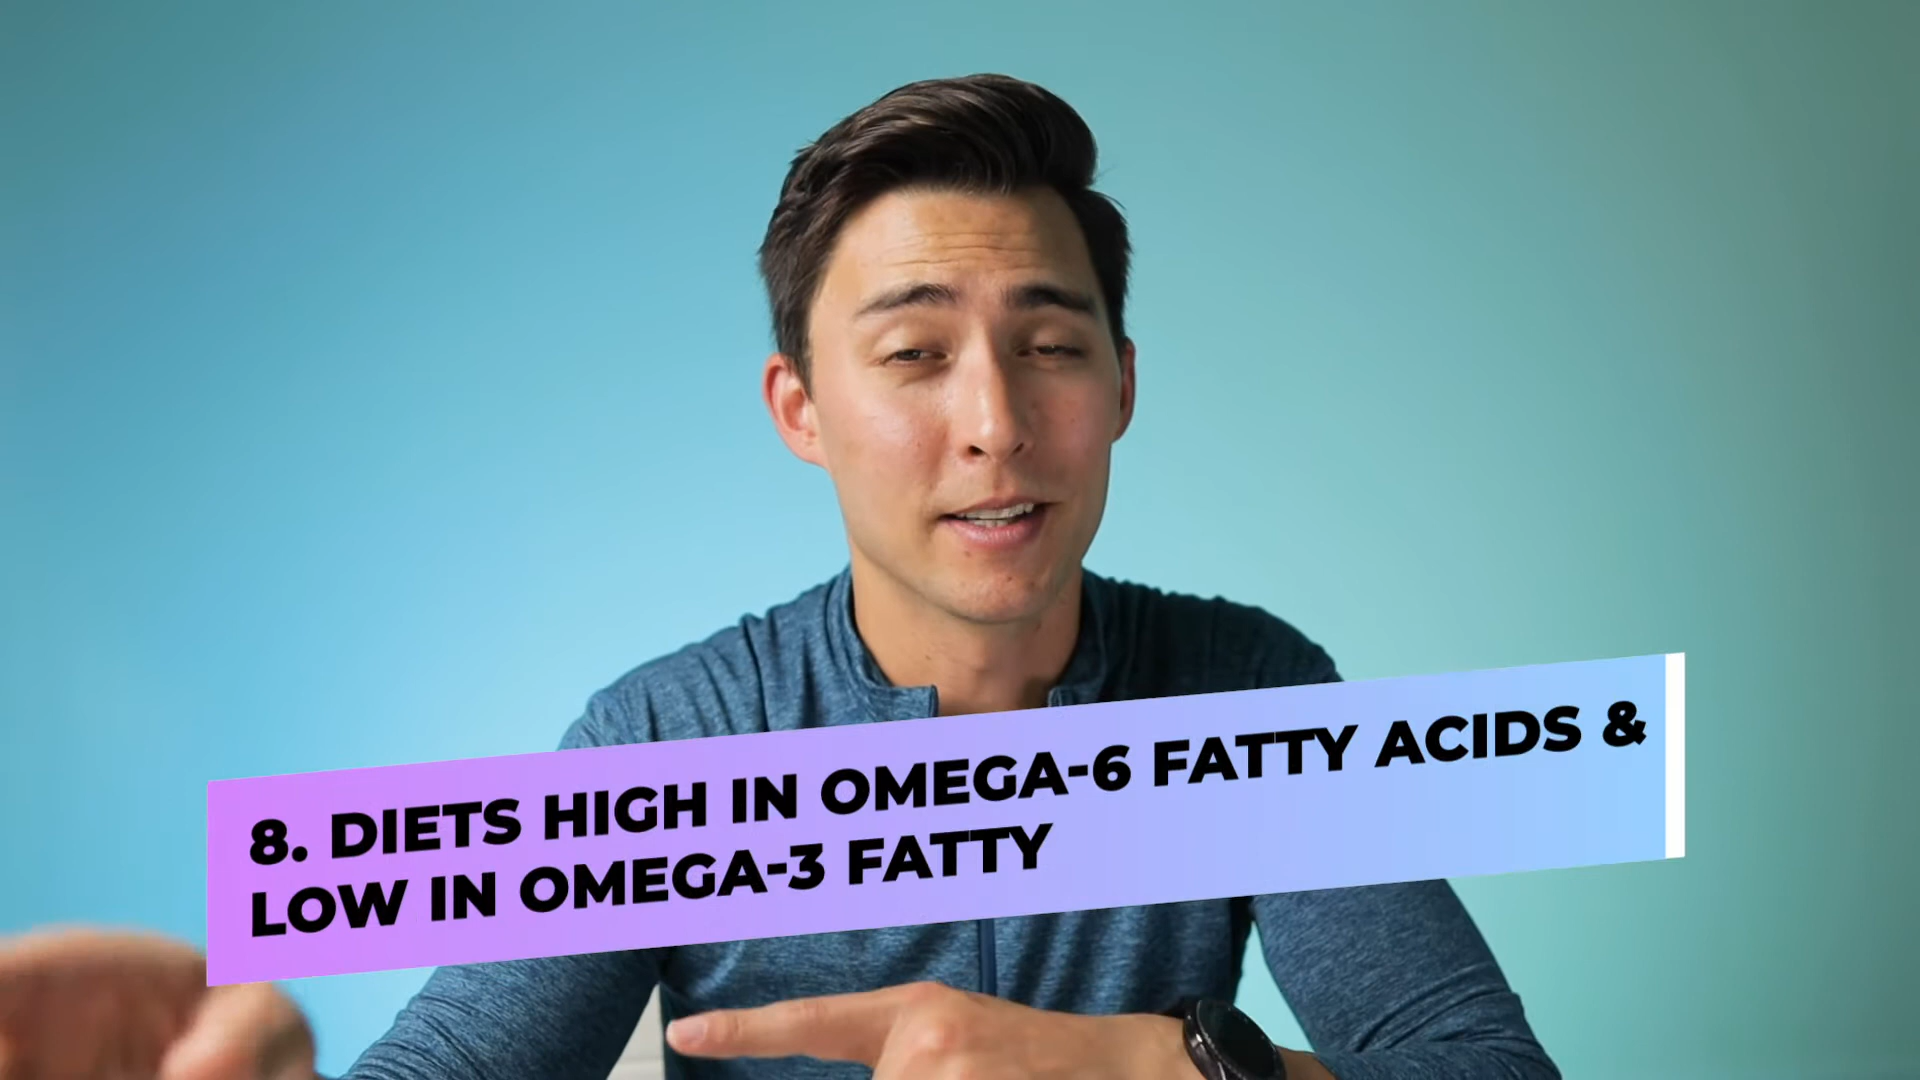 8. DIETS HIGH IN OMEGA-6 FATTY ACIDS &
LOW IN OMEGA-3 FATTY